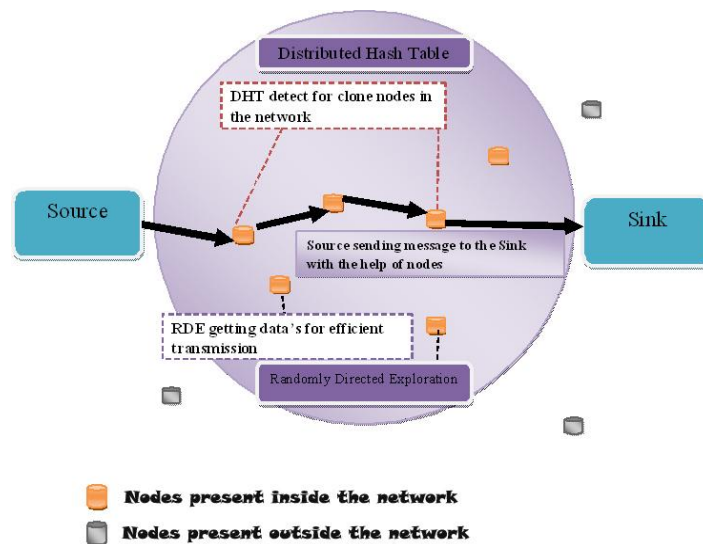 Distributed Hash Table
DHT detect for clone nodes in
the network
Source
Sink
Source sending message to the Sink
with the help of nodes
RDE getting data's for efficient
transmission
Randomly Directed Exploration
Nodes present inside the network
Nodes present outside the network